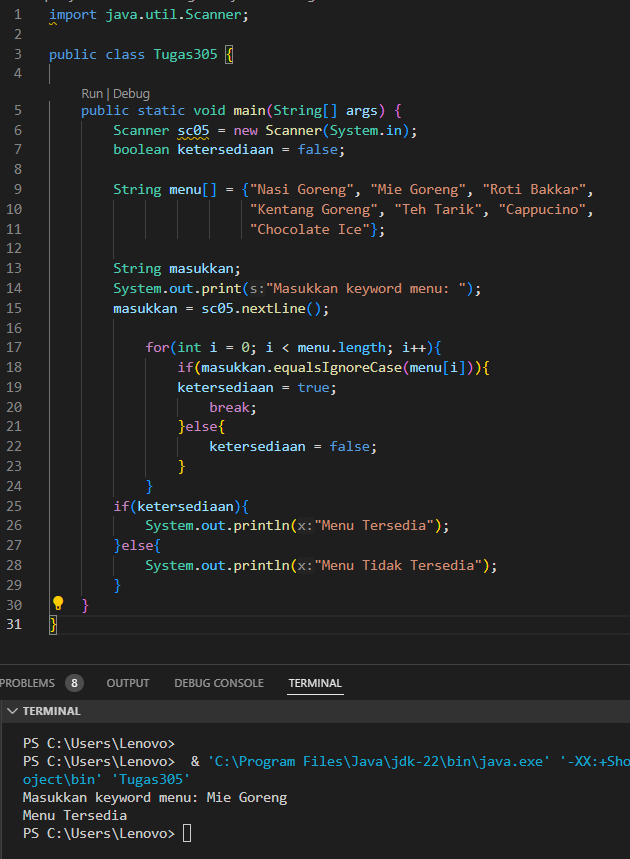 1 import java.util.Scanner;
2
3 public class Tugas305 {
4
Run | Debug
5 public static void main(String[] args) {
6 Scanner sc05 = new Scanner(System.in);
7 boolean ketersediaan = false;
8
9 String menu[] = {"Nasi Goreng", "Mie Goreng", "Roti Bakkar",
10 "Kentang Goreng", "Teh Tarik", "Cappucino",
11 "Chocolate Ice"};
12
13 String masukkan;
14 System.out.print(s:"Masukkan keyword menu: ");
15 masukkan = sc05.nextLine();
16
17 for(int i = 0; i < menu.length; i++){
18 if(masukkan.equalsIgnoreCase(menu[i])){
19 ketersediaan = true;
20 break;
21 }else{
22 ketersediaan = false;
23 }
24 }
25 if(ketersediaan){
26 System.out.println(x:"Menu Tersedia");
27 }else{
28 System.out.println(x:"Menu Tidak Tersedia");
29 }
30 }
31 }
PROBLEMS 8 OUTPUT DEBUG CONSOLE TERMINAL
TERMINAL
PS C:\Users\Lenovo>
PS C:\Users\Lenovo> & 'C:\Program Files\Java\jdk-22\bin\java.exe' '-XX:+Sho
oject\bin' 'Tugas305'
Masukkan keyword menu: Mie Goreng
Menu Tersedia
PS C:\Users\Lenovo>